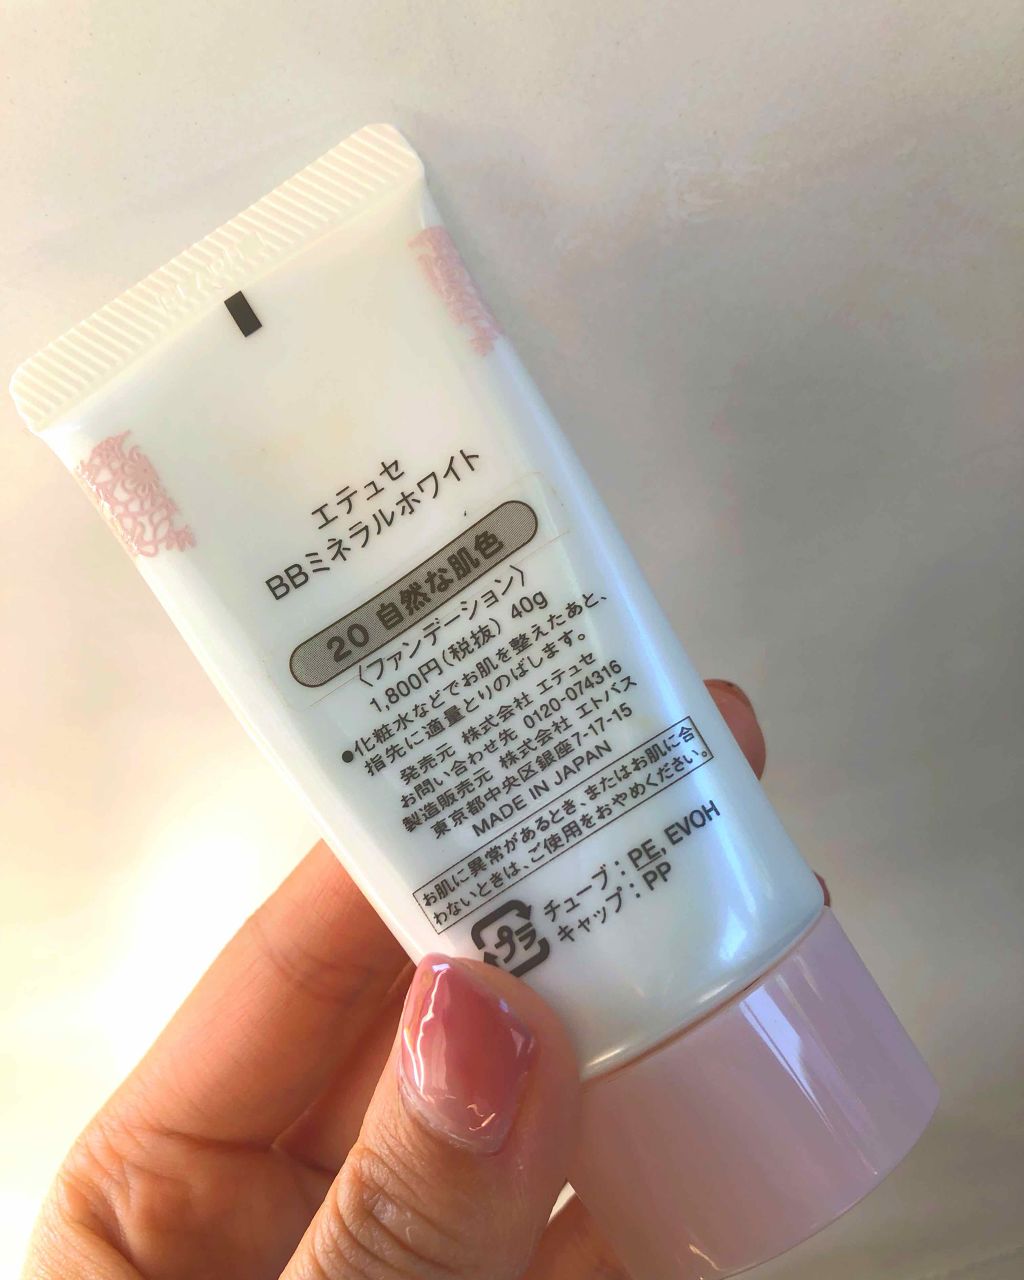 エテュセ
BBミネラルホワイト
20 自然な肌色
〈ファンデーション〉
1,800円(税抜) 40g
●化粧水などでお肌を整えたあと、
指先に適量とりのばします。
発売元 株式会社 エテュセ
お問い合わせ先 0120-074316
製造販売元 株式会社 エトバス
東京都中央区銀座7-17-15
MADE IN JAPAN
お肌に異常があるとき、またはお肌に合
わないときは、ご使用をおやめください。
プラ
チューブ：PE, EVOH
キャップ：PP